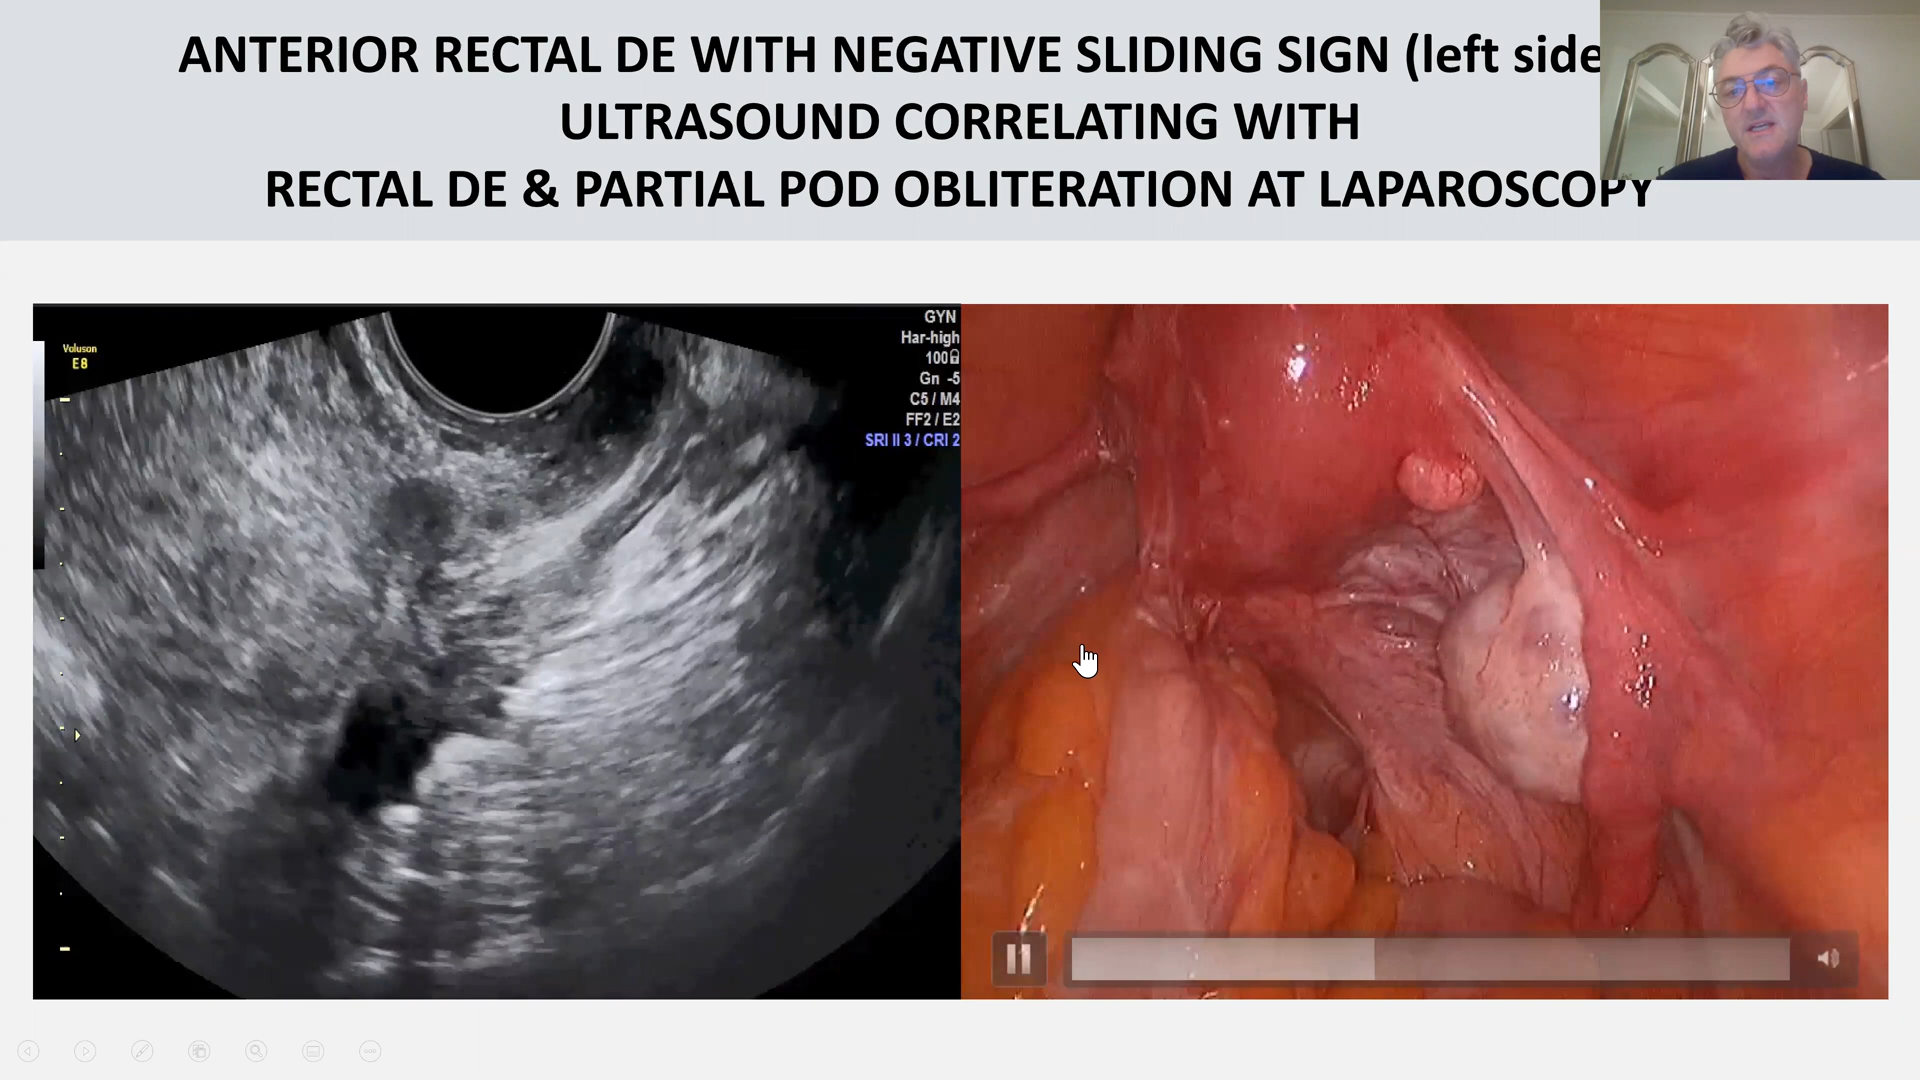 ANTERIOR RECTAL DE WITH NEGATIVE SLIDING SIGN (left side
ULTRASOUND CORRELATING WITH
RECTAL DE & PARTIAL POD OBLITERATION AT LAPAROSCOPY
Voluson
E8
GYN
Har-high
100
Gn -5
C5 / M4
FF2 / E2
SRI II 3 / CRI 2